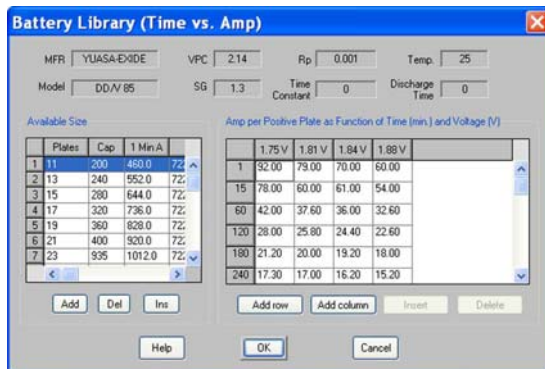 Battery Library (Time vs. Amp)
MFR YUASA-EXIDE VPC 2.14 Rp 0.001 Temp. 25
Model DD/V 85 SG 1.3 Time Constant 0 Discharge Time 0
Available Size
Plates Cap 1 Min A
1 11 200 460.0 722
2 13 240 552.0 722
3 15 280 644.0 722
4 17 320 736.0 722
5 19 360 828.0 722
6 21 400 920.0 722
7 23 935 1012.0 722
Add Del Ins
Amp per Positive Plate as Function of Time (min.) and Voltage (V)
1.75 V 1.81 V 1.84 V 1.88 V
1 92.00 79.00 70.00 60.00
15 78.00 60.00 61.00 54.00
60 42.00 37.60 36.00 32.60
120 28.00 25.80 24.40 22.60
180 21.20 20.00 19.20 18.00
240 17.30 17.00 16.20 15.20
Add row Add column Insert Delete
Help OK Cancel